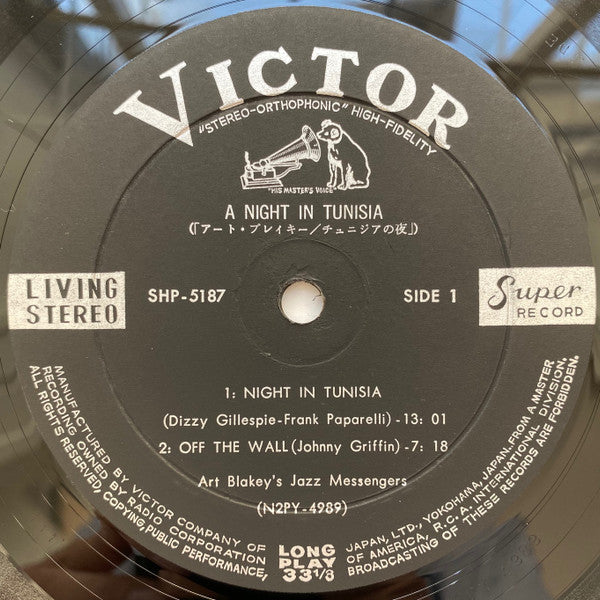 VICTOR
"STEREO-ORTHOPHONIC" HIGH-FIDELITY
"HIS MASTER'S VOICE"
A NIGHT IN TUNISIA
(「アート・ブレイキー/チュニジアの夜」)
LIVING
STEREO
SHP-5187
SIDE 1
Super
RECORD
1: NIGHT IN TUNISIA
(Dizzy Gillespie-Frank Paparelli)-13: 01
2: OFF THE WALL(Johnny Griffin)-7: 18
Art Blakey's Jazz Messengers
(N2PY-4989)
MANUFACTURED BY VICTOR COMPANY OF JAPAN, LTD., YOKOHAMA, JAPAN, FROM A MASTER
RECORDING OWNED BY RADIO CORPORATION OF AMERICA, R.C.A. INTERNATIONAL DIVISION.
ALL RIGHTS RESERVED, COPYING, PUBLIC PERFORMANCE, BROADCASTING OF THESE RECORDS ARE FORBIDDEN.
LONG
PLAY
33 1/3